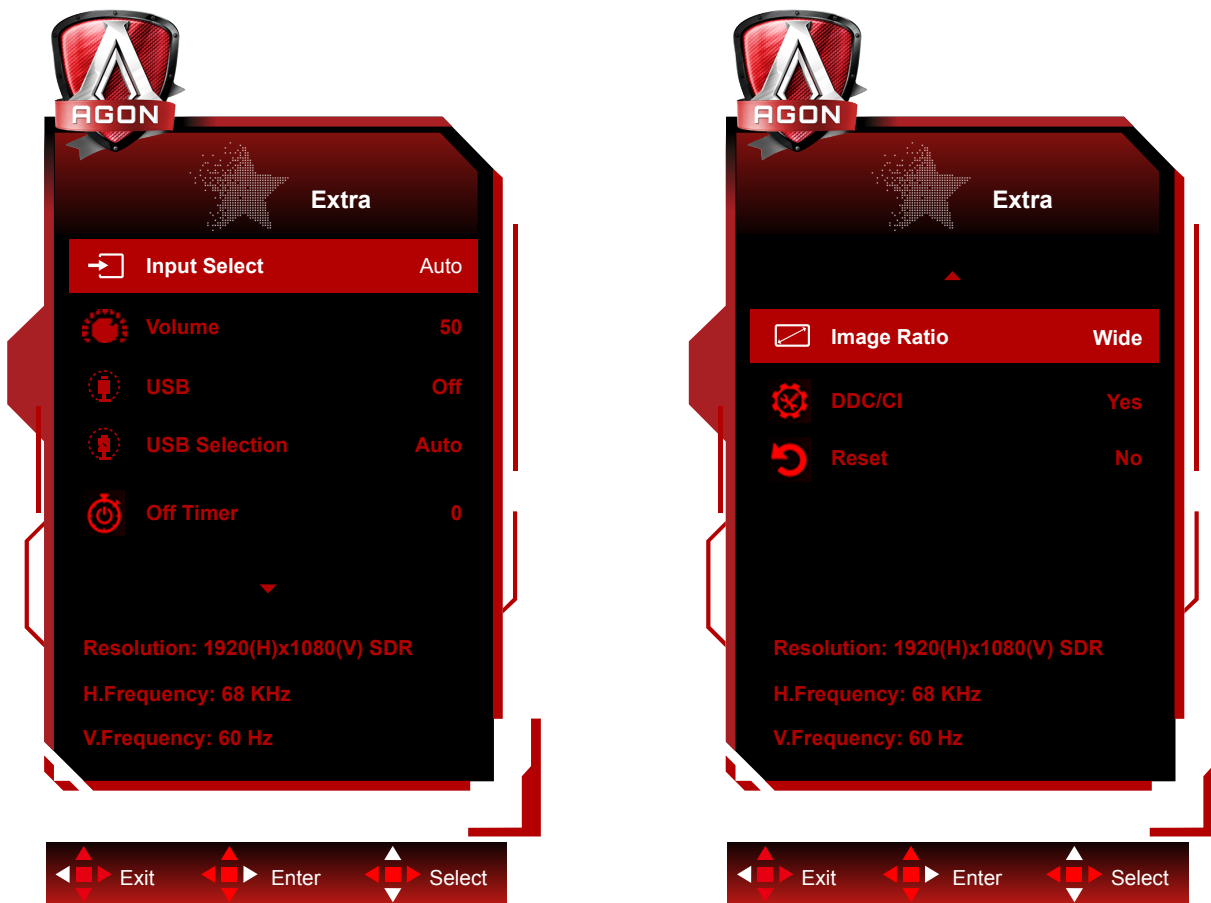 AGON
Extra
Input Select Auto
Volume 50
USB Off
USB Selection Auto
Off Timer 0
Resolution: 1920(H)x1080(V) SDR
H.Frequency: 68 KHz
V.Frequency: 60 Hz
Exit Enter Select
AGON
Extra
Image Ratio Wide
DDC/CI Yes
Reset No
Resolution: 1920(H)x1080(V) SDR
H.Frequency: 68 KHz
V.Frequency: 60 Hz
Exit Enter Select